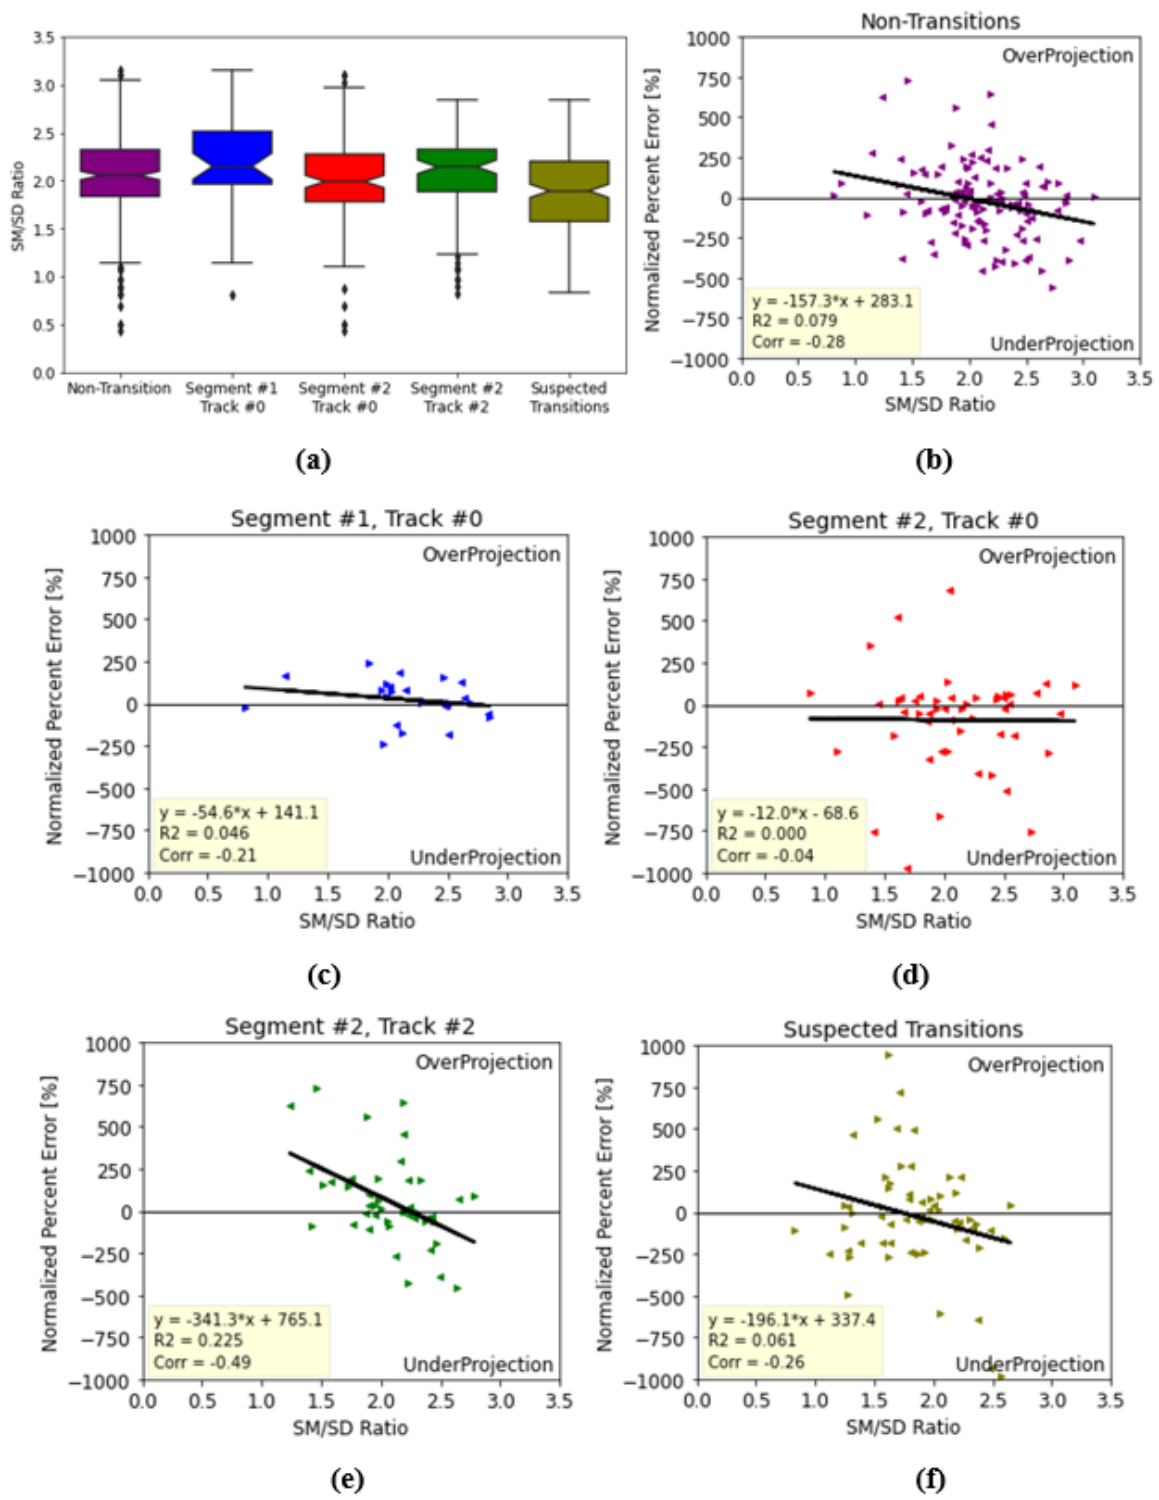 3.5
3.0
2.5
2.0
1.5
1.0
0.5
0.0
SM/SD Ratio
Non-Transition
Segment #1
Track #0
Segment #2
Track #0
Segment #2
Track #2
Suspected
Transitions
(a)
Non-Transitions
1000
750
500
250
0
−250
−500
−750
−1000
Normalized Percent Error [%]
OverProjection
y = -157.3*x + 283.1
R2 = 0.079
Corr = -0.28
UnderProjection
0.0 0.5 1.0 1.5 2.0 2.5 3.0 3.5
SM/SD Ratio
(b)
Segment #1, Track #0
1000
750
500
250
0
−250
−500
−750
−1000
Normalized Percent Error [%]
OverProjection
y = -54.6*x + 141.1
R2 = 0.046
Corr = -0.21
UnderProjection
0.0 0.5 1.0 1.5 2.0 2.5 3.0 3.5
SM/SD Ratio
(c)
Segment #2, Track #0
1000
750
500
250
0
−250
−500
−750
−1000
Normalized Percent Error [%]
OverProjection
y = -12.0*x - 68.6
R2 = 0.000
Corr = -0.04
UnderProjection
0.0 0.5 1.0 1.5 2.0 2.5 3.0 3.5
SM/SD Ratio
(d)
Segment #2, Track #2
1000
750
500
250
0
−250
−500
−750
−1000
Normalized Percent Error [%]
OverProjection
y = -341.3*x + 765.1
R2 = 0.225
Corr = -0.49
UnderProjection
0.0 0.5 1.0 1.5 2.0 2.5 3.0 3.5
SM/SD Ratio
(e)
Suspected Transitions
1000
750
500
250
0
−250
−500
−750
−1000
Normalized Percent Error [%]
OverProjection
y = -196.1*x + 337.4
R2 = 0.061
Corr = -0.26
UnderProjection
0.0 0.5 1.0 1.5 2.0 2.5 3.0 3.5
SM/SD Ratio
(f)